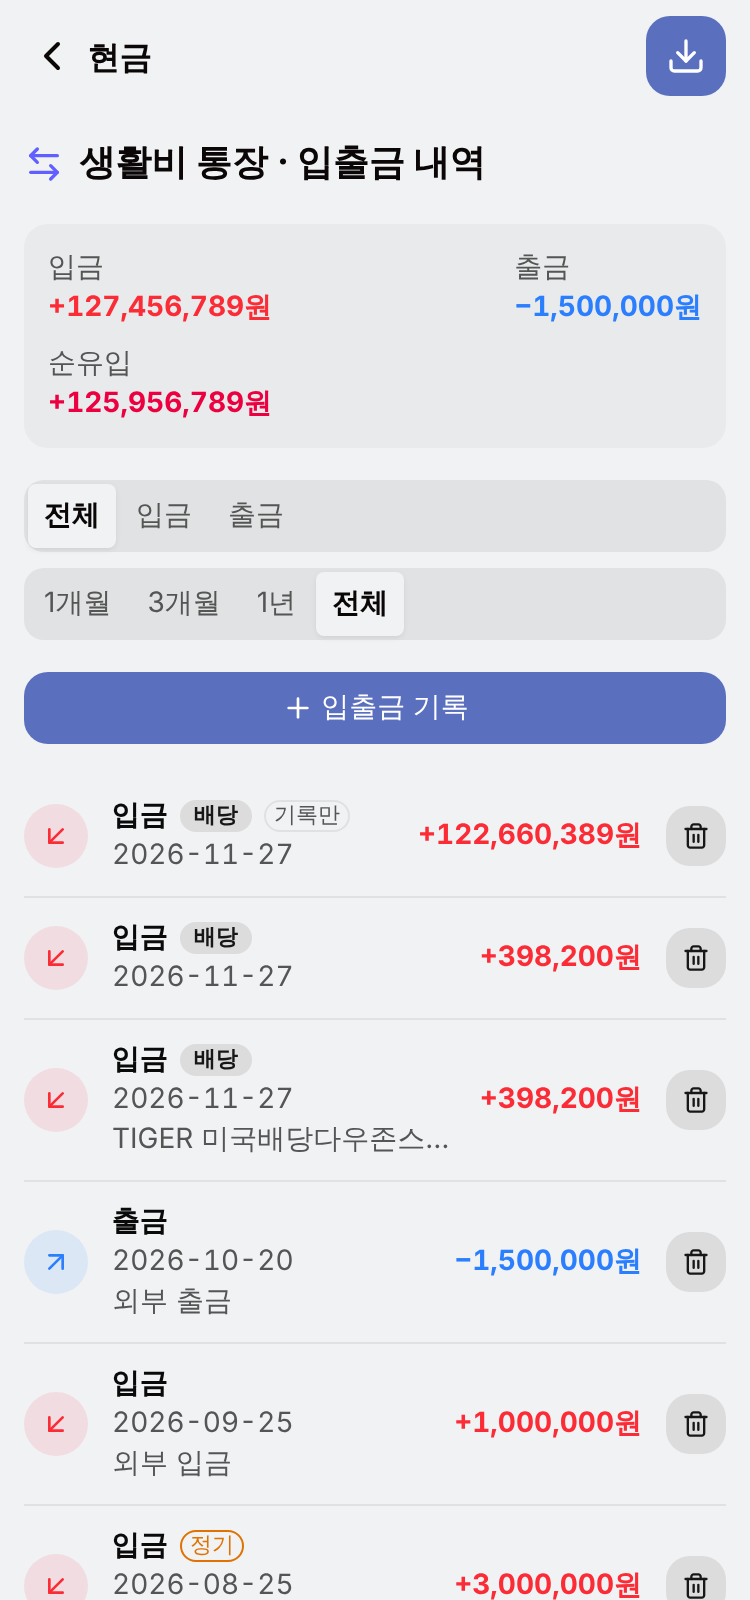 현금
생활비 통장 · 입출금 내역
입금 출금
+127,456,789원 −1,500,000원
순유입
+125,956,789원
전체 입금 출금
1개월 3개월 1년 전체
+ 입출금 기록
입금 배당 기록만
2026-11-27
+122,660,389원
입금 배당
2026-11-27
+398,200원
입금 배당
2026-11-27
+398,200원
TIGER 미국배당다우존스...
출금
2026-10-20
−1,500,000원
외부 출금
입금
2026-09-25
+1,000,000원
외부 입금
입금 정기
2026-08-25
+3,000,000원